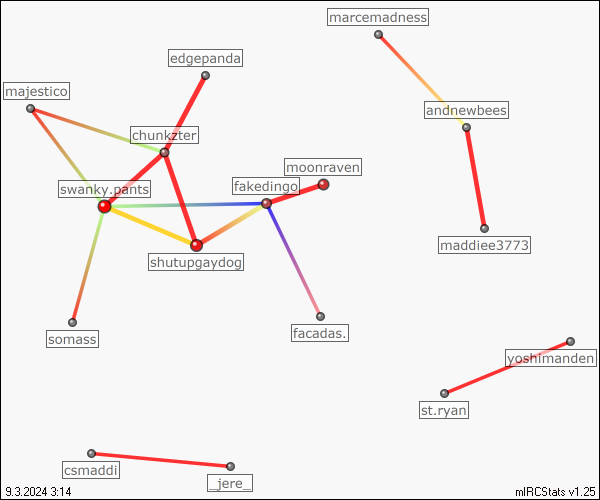 marcemadness
edgepanda
majestico
andnewbees
chunkzter
moonraven
swanky.pants
fakedingo
maddiee3773
shutupgaydog
facadas.
somass
yoshimanden
st.ryan
csmaddi
_jere_
9.3.2024 3:14
mIRCStats v1.25